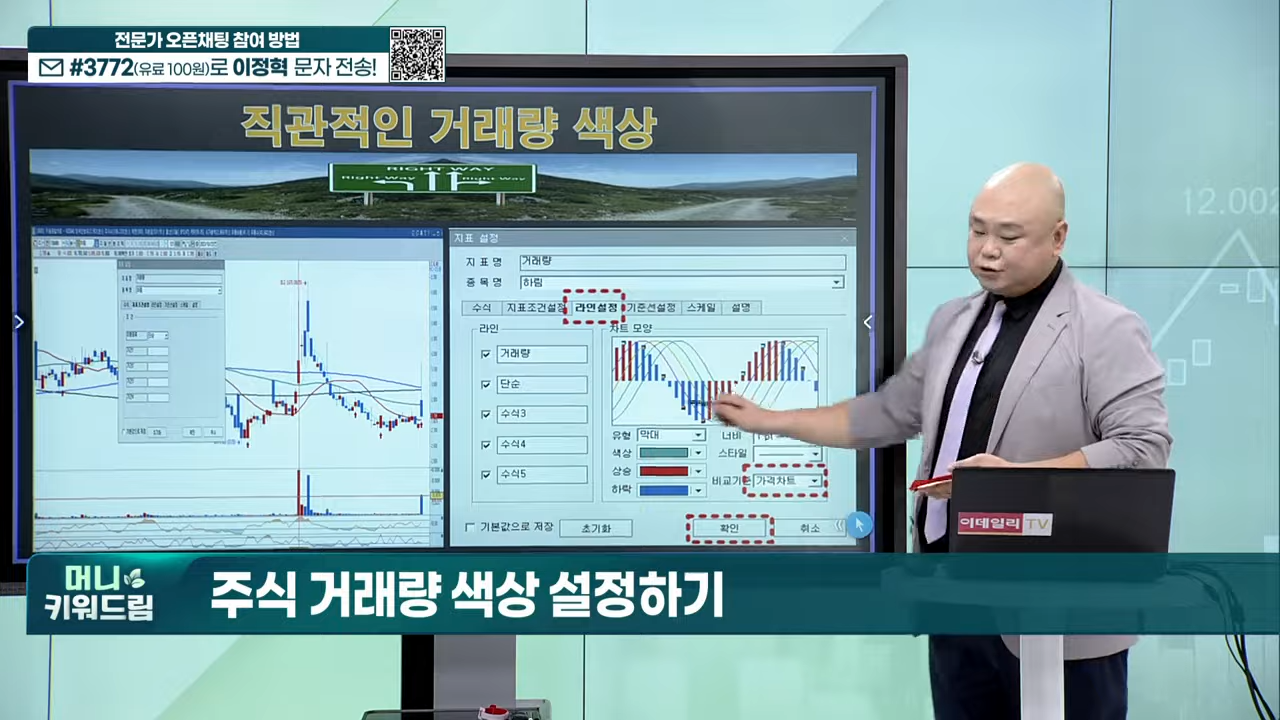 전문가 오픈채팅 참여 방법
#3772(유료 100원)로 이정혁 문자 전송!
직관적인 거래량 색상
RIGHT WAY
Right Way
Right Way
지표 설정
지 표 명 거래량
종 목 명 하림
수식 지표조건설정 라인설정 기준선설정 스케일 설명
라인
차트 모양
거래량
단순
수식3
수식4
수식5
유형 막대 너비 1 pt
색상 스타일
상승 비교기준 가격차트
하락
기본값으로 저장 초기화 확인 취소
12.002
이데일리 TV
머니
키워드림
주식 거래량 색상 설정하기